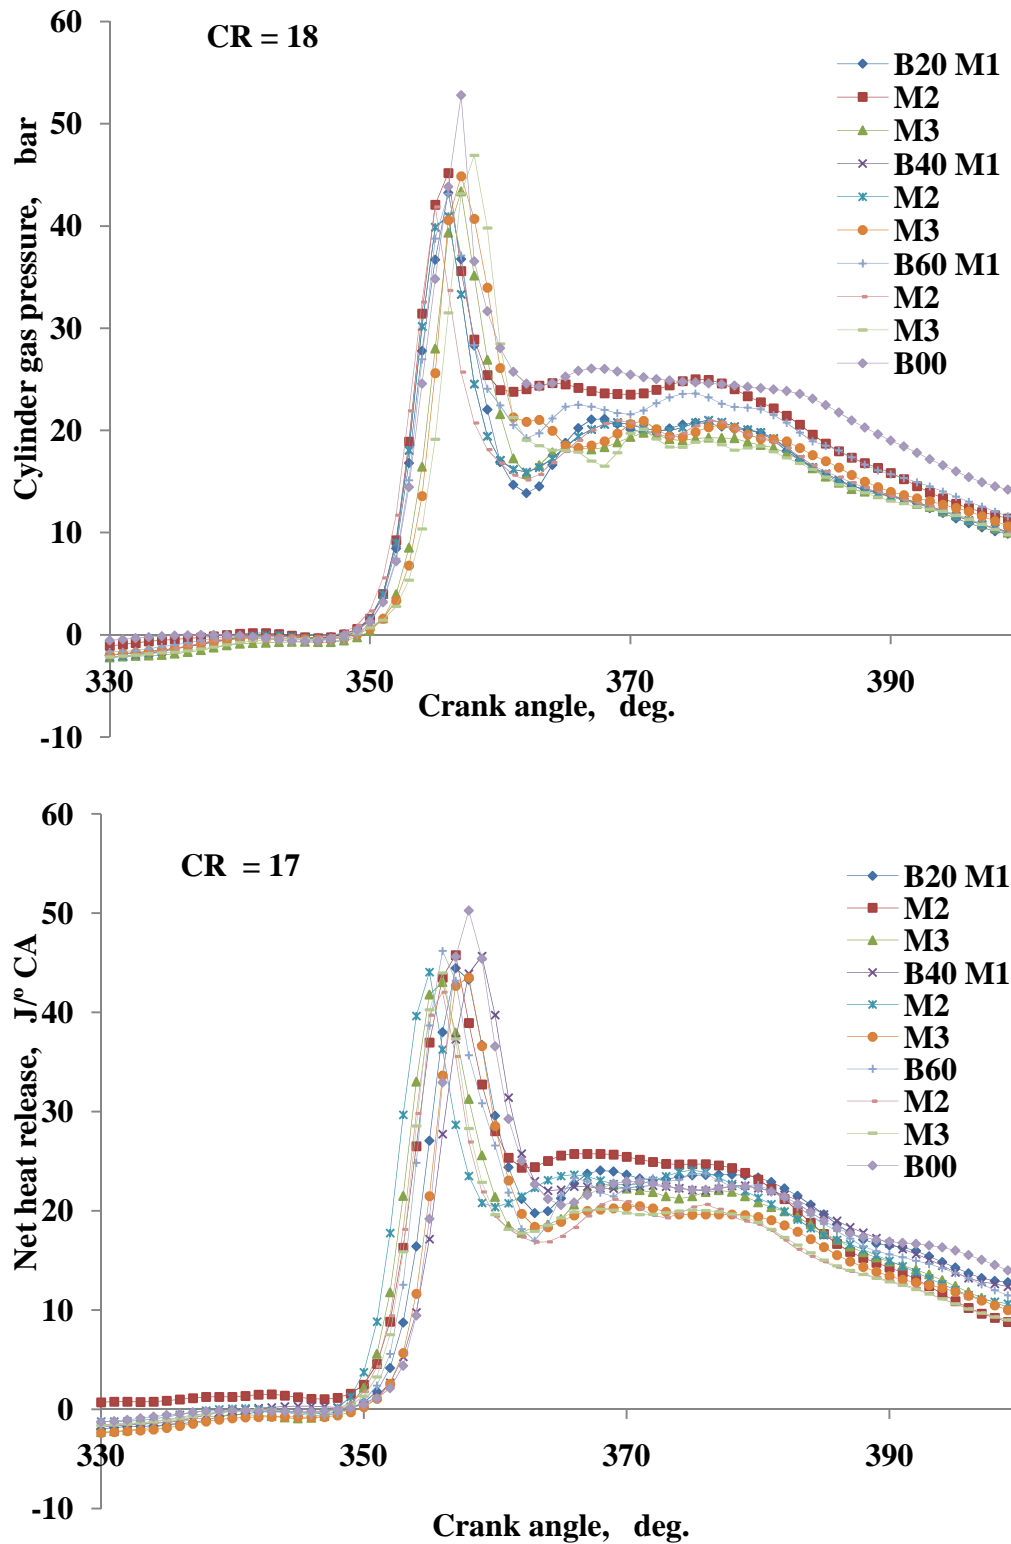 CR = 18
60
50
40
30
20
10
0
-10
Cylinder gas pressure, bar
330
350
370
390
Crank angle, deg.
B20 M1
M2
M3
B40 M1
M2
M3
B60 M1
M2
M3
B00
CR = 17
60
50
40
30
20
10
0
-10
Net heat release, J/º CA
330
350
370
390
Crank angle, deg.
B20 M1
M2
M3
B40 M1
M2
M3
B60
M2
M3
B00